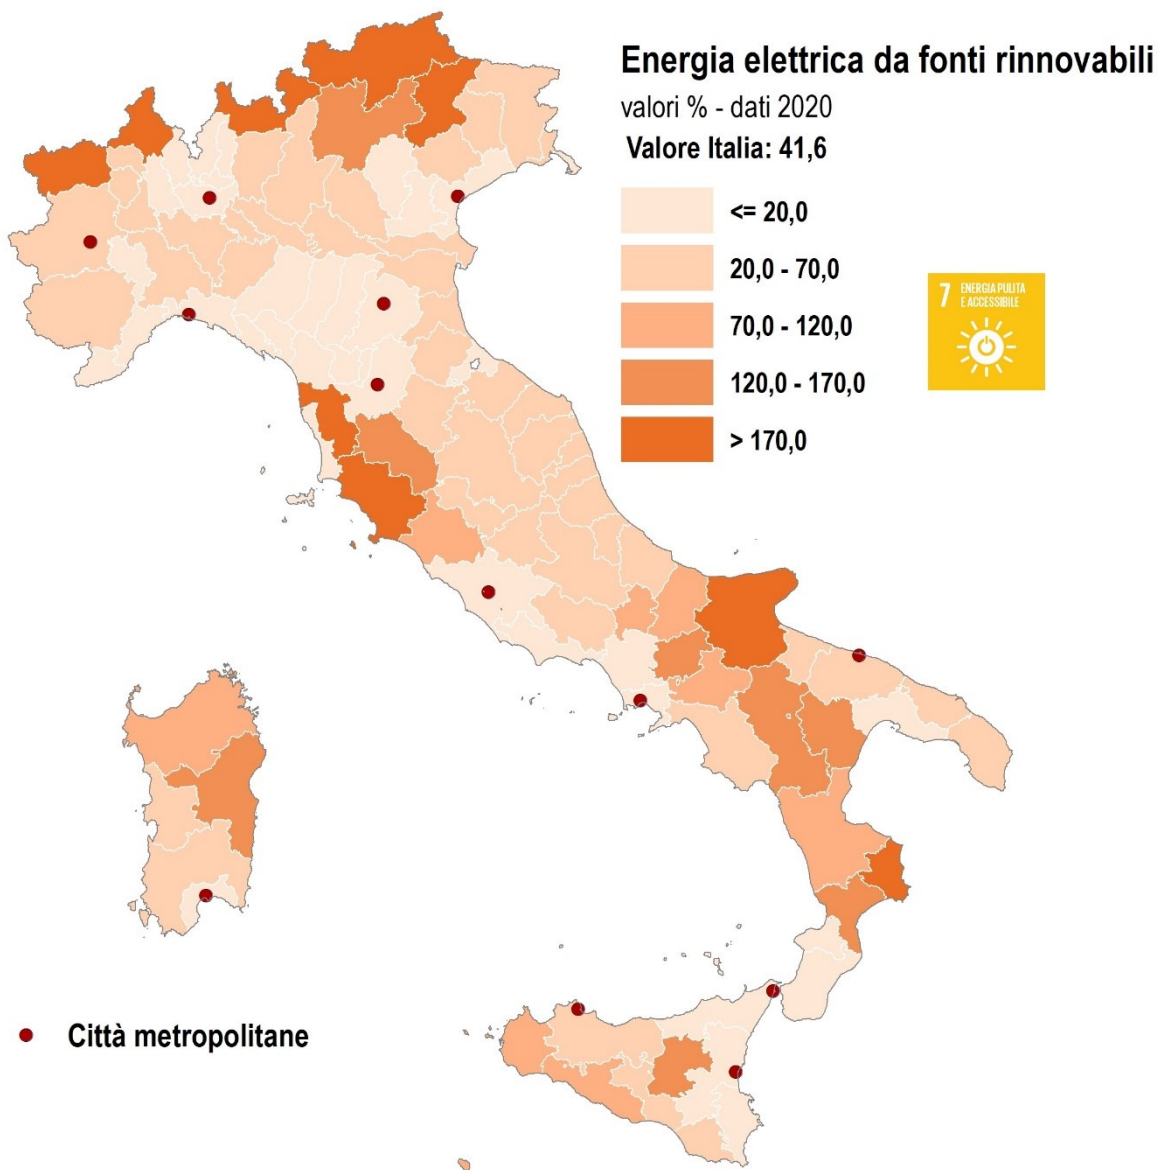 Energia elettrica da fonti rinnovabili
valori % - dati 2020
Valore Italia: 41,6
<= 20,0
20,0 - 70,0
70,0 - 120,0
120,0 - 170,0
> 170,0
7 ENERGIA PULITA
E ACCESSIBILE
Città metropolitane